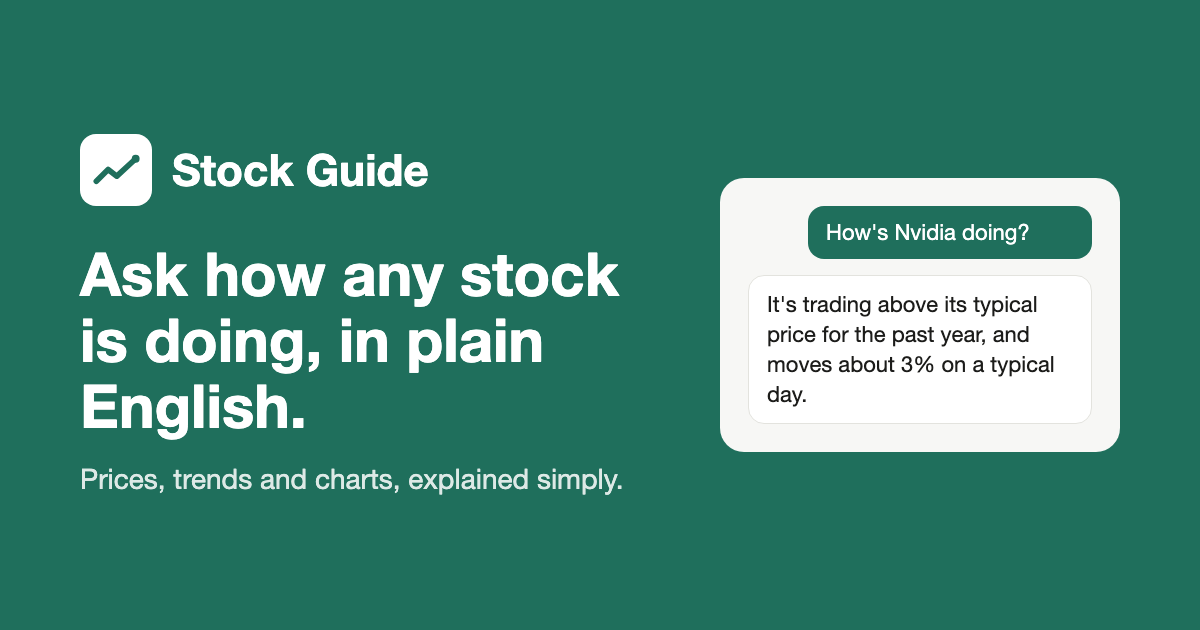 Stock Guide
Ask how any stock
is doing, in plain
English.
Prices, trends and charts, explained simply.
How's Nvidia doing?
It's trading above its typical
price for the past year, and
moves about 3% on a typical
day.